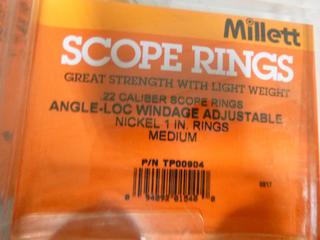 Millett
SCOPE RINGS
GREAT STRENGTH WITH LIGHT WEIGHT
.22 CALIBER SCOPE RINGS
ANGLE-LOC WINDAGE ADJUSTABLE
NICKEL 1 IN. RINGS
MEDIUM
P/N TP00904
0817